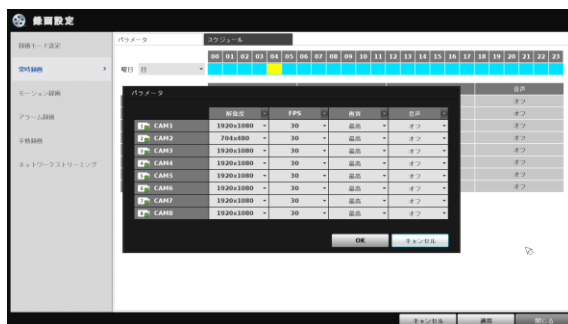 録画設定
パラメータ スケジュール
録画モード設定
00 01 02 03 04 05 06 07 08 09 10 11 12 13 14 15 16 17 18 19 20 21 22 23
常時録画
曜日 日
モーション録画
パラメータ 音声
オフ
解像度 FPS 画質 音声
アラーム録画 オフ
CAM1 1920x1080 30 最高 オフ
オフ
CAM2 704x480 30 最高 オフ
手動録画 オフ
CAM3 1920x1080 30 最高 オフ
オフ
ネットワークストリーミング
CAM4 1920x1080 30 最高 オフ
オフ
CAM5 1920x1080 30 最高 オフ
オフ
CAM6 1920x1080 30 最高 オフ
オフ
CAM7 1920x1080 30 最高 オフ
CAM8 1920x1080 30 最高 オフ
OK キャンセル
キャンセル 適用 閉じる